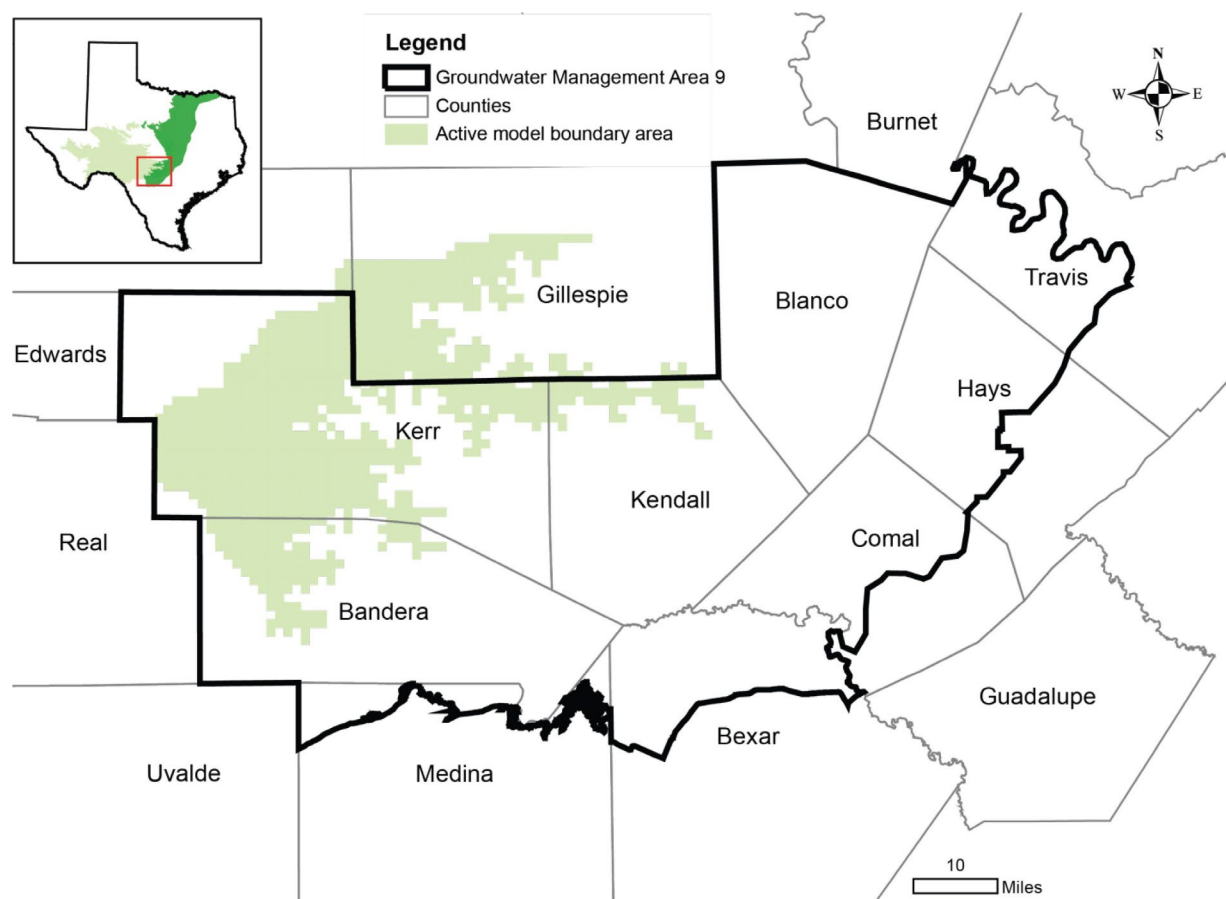 Legend
Groundwater Management Area 9
Counties
Active model boundary area
N
W E
S
Burnet
Travis
Gillespie
Blanco
Edwards
Hays
Kerr
Kendall
Real
Comal
Bandera
Guadalupe
Bexar
Uvalde
Medina
10
Miles